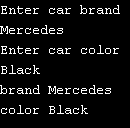 Enter car brand
Mercedes
Enter car color
Black
brand Mercedes
color Black